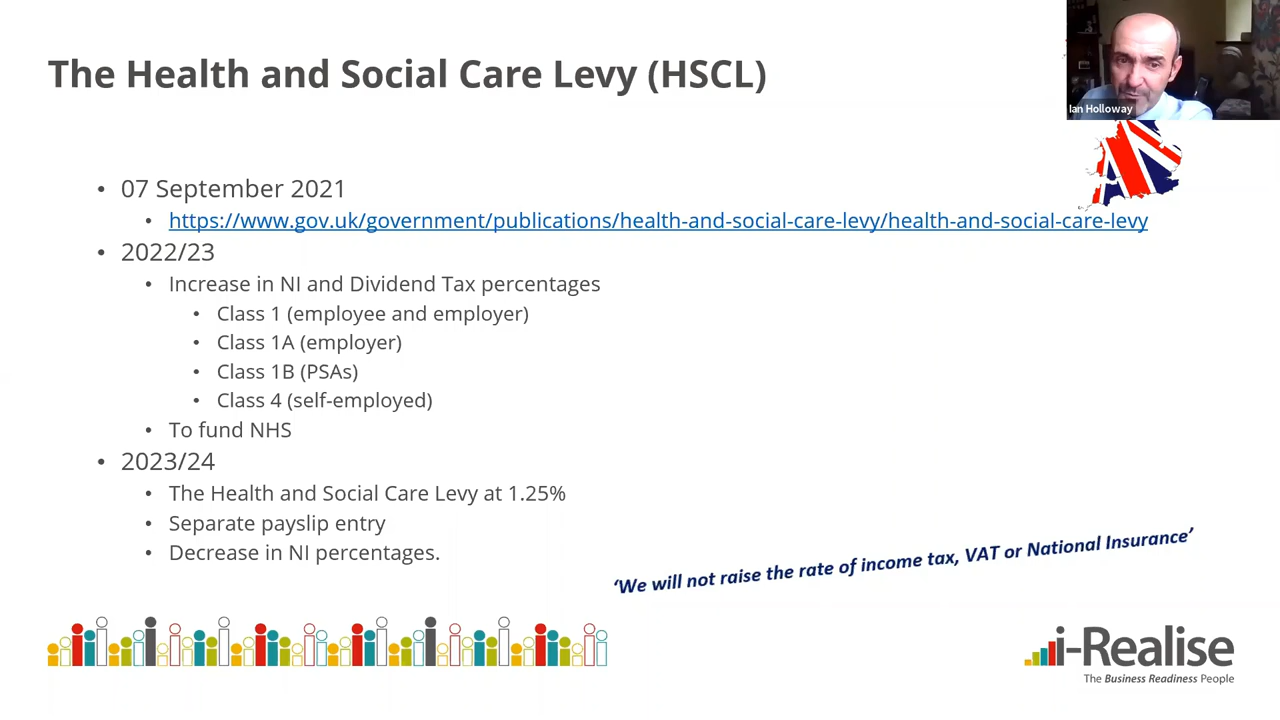 The Health and Social Care Levy (HSCL)
Ian Holloway
• 07 September 2021
• https://www.gov.uk/government/publications/health-and-social-care-levy/health-and-social-care-levy
• 2022/23
• Increase in NI and Dividend Tax percentages
• Class 1 (employee and employer)
• Class 1A (employer)
• Class 1B (PSAs)
• Class 4 (self-employed)
• To fund NHS
• 2023/24
• The Health and Social Care Levy at 1.25%
• Separate payslip entry
• Decrease in NI percentages.
‘We will not raise the rate of income tax, VAT or National Insurance’
i-Realise
The Business Readiness People